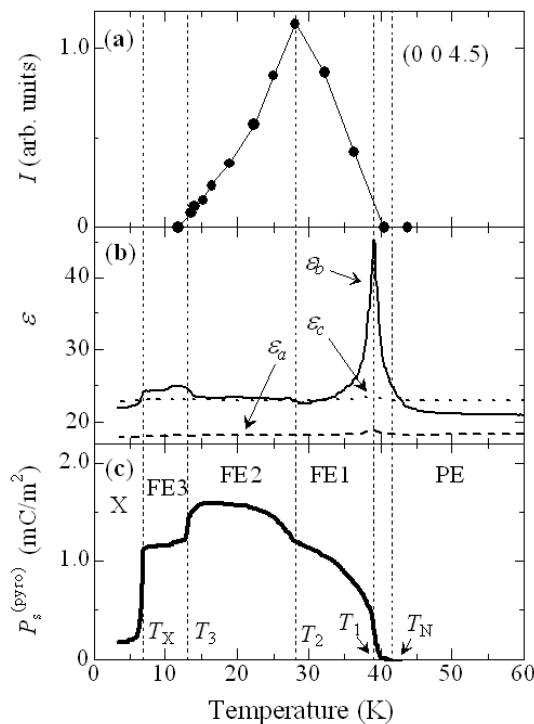 (a)
(0 0 4.5)
1.0
0
I (arb. units)
(b)
ε_b
ε_c
ε_a
40
30
20
ε
(c)
2.0
1.0
0
P_s^(pyro) (mC/m²)
X FE3 FE2 FE1 PE
T_X T_3 T_2 T_1 T_N
0 10 20 30 40 50 60
Temperature (K)